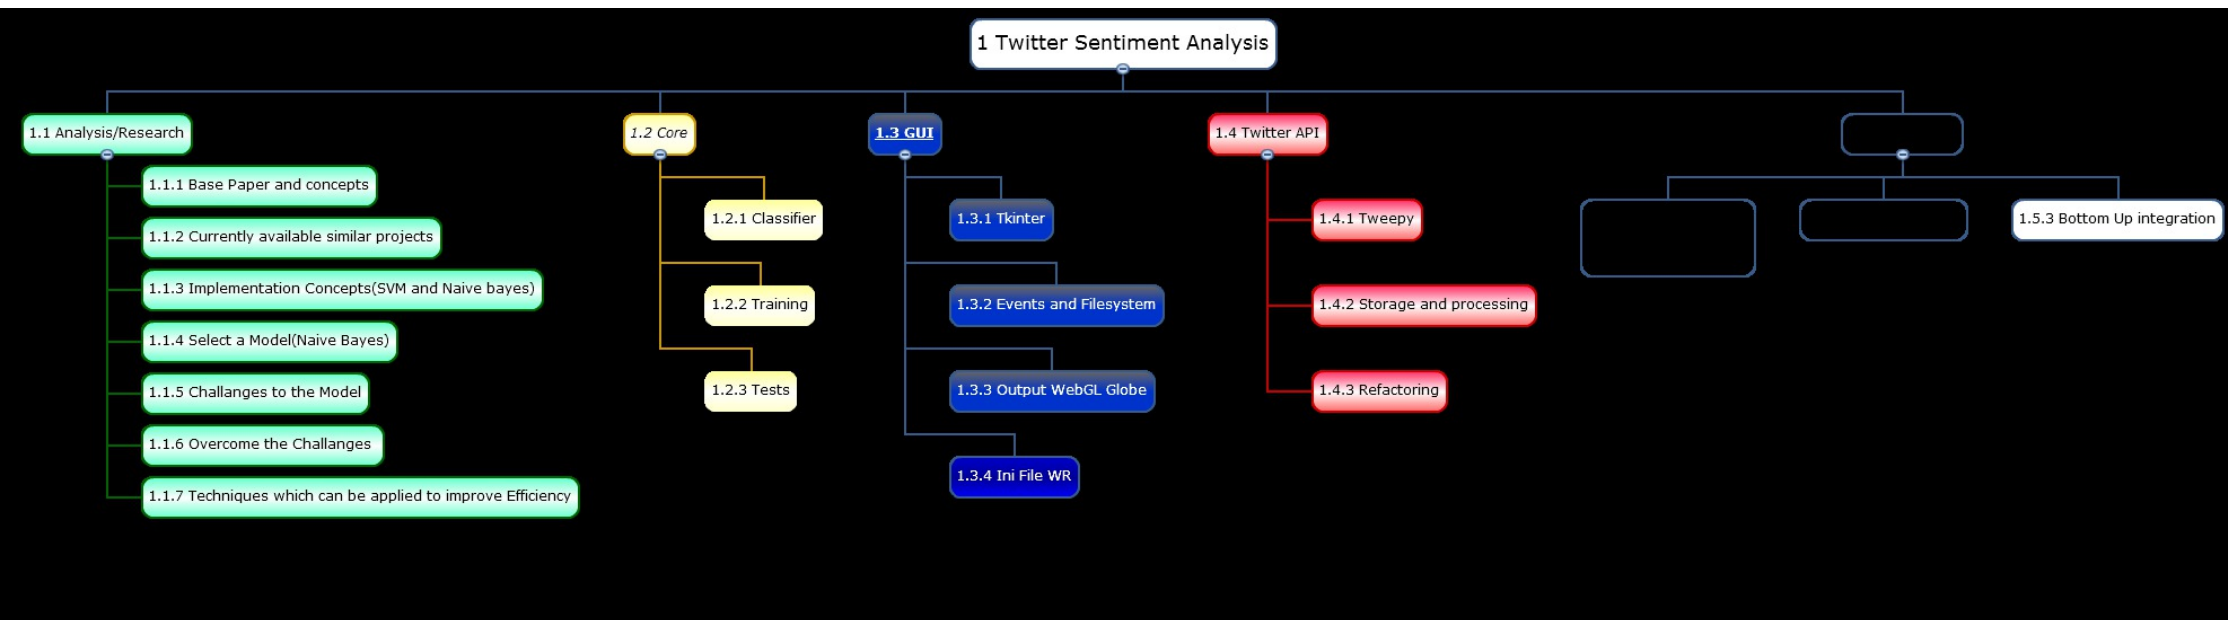 1 Twitter Sentiment Analysis
1.1 Analysis/Research
1.1.1 Base Paper and concepts
1.1.2 Currently available similar projects
1.1.3 Implementation Concepts(SVM and Naive bayes)
1.1.4 Select a Model(Naive Bayes)
1.1.5 Challanges to the Model
1.1.6 Overcome the Challanges
1.1.7 Techniques which can be applied to improve Efficiency
1.2 Core
1.2.1 Classifier
1.2.2 Training
1.2.3 Tests
1.3 GUI
1.3.1 Tkinter
1.3.2 Events and Filesystem
1.3.3 Output WebGL Globe
1.3.4 Ini File WR
1.4 Twitter API
1.4.1 Tweepy
1.4.2 Storage and processing
1.4.3 Refactoring
1.5.3 Bottom Up integration